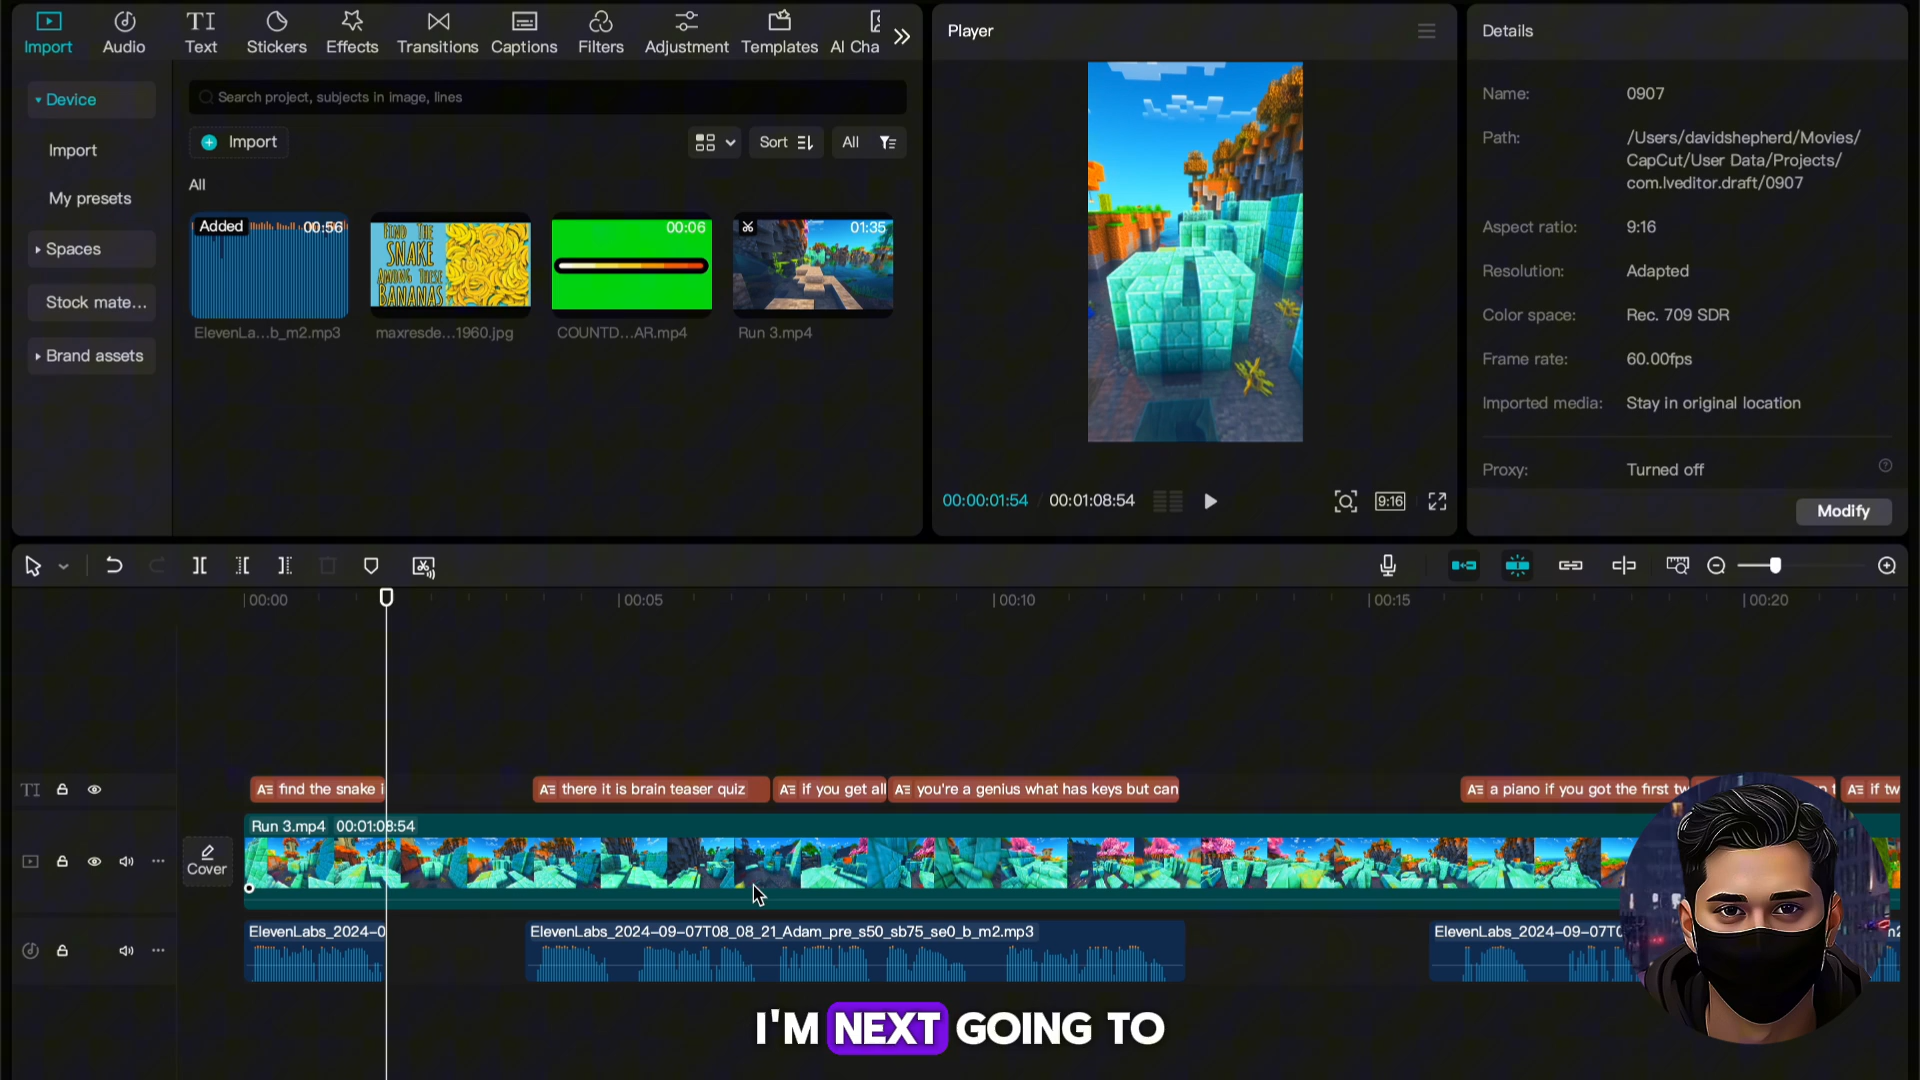 Import
Audio
Text
Stickers
Effects
Transitions
Captions
Filters
Adjustment
Templates
AI Cha
Player
Details
Device
Import
My presets
Spaces
Stock mate...
Brand assets
Search project, subjects in image, lines
Import
Sort
All
All
Added 00:56
ElevenLa...b_m2.mp3
FIND THE
SNAKE
AMONG THESE
BANANAS
maxresde...1960.jpg
00:06
COUNTD...AR.mp4
01:35
Run 3.mp4
00:00:01:54 / 00:01:08:54
9:16
Name: 0907
Path: /Users/davidshepherd/Movies/
CapCut/User Data/Projects/
com.lveditor.draft/0907
Aspect ratio: 9:16
Resolution: Adapted
Color space: Rec. 709 SDR
Frame rate: 60.00fps
Imported media: Stay in original location
Proxy: Turned off
Modify
00:00 00:05 00:10 00:15 00:20
TI
find the snake i
there it is brain teaser quiz
if you get all
you're a genius what has keys but can
a piano if you got the first tw
if tw
Cover
Run 3.mp4 00:01:08:54
ElevenLabs_2024-0
ElevenLabs_2024-09-07T08_08_21_Adam_pre_s50_sb75_se0_b_m2.mp3
ElevenLabs_2024-09-07T0
I'M NEXT GOING TO